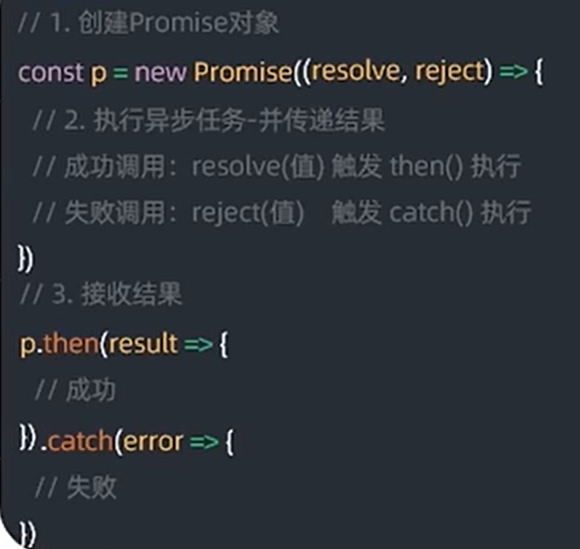 // 1. 创建Promise对象
const p = new Promise((resolve, reject) => {
// 2. 执行异步任务-并传递结果
// 成功调用：resolve(值) 触发 then() 执行
// 失败调用：reject(值) 触发 catch() 执行
})
// 3. 接收结果
p.then(result => {
// 成功
}).catch(error => {
// 失败
})